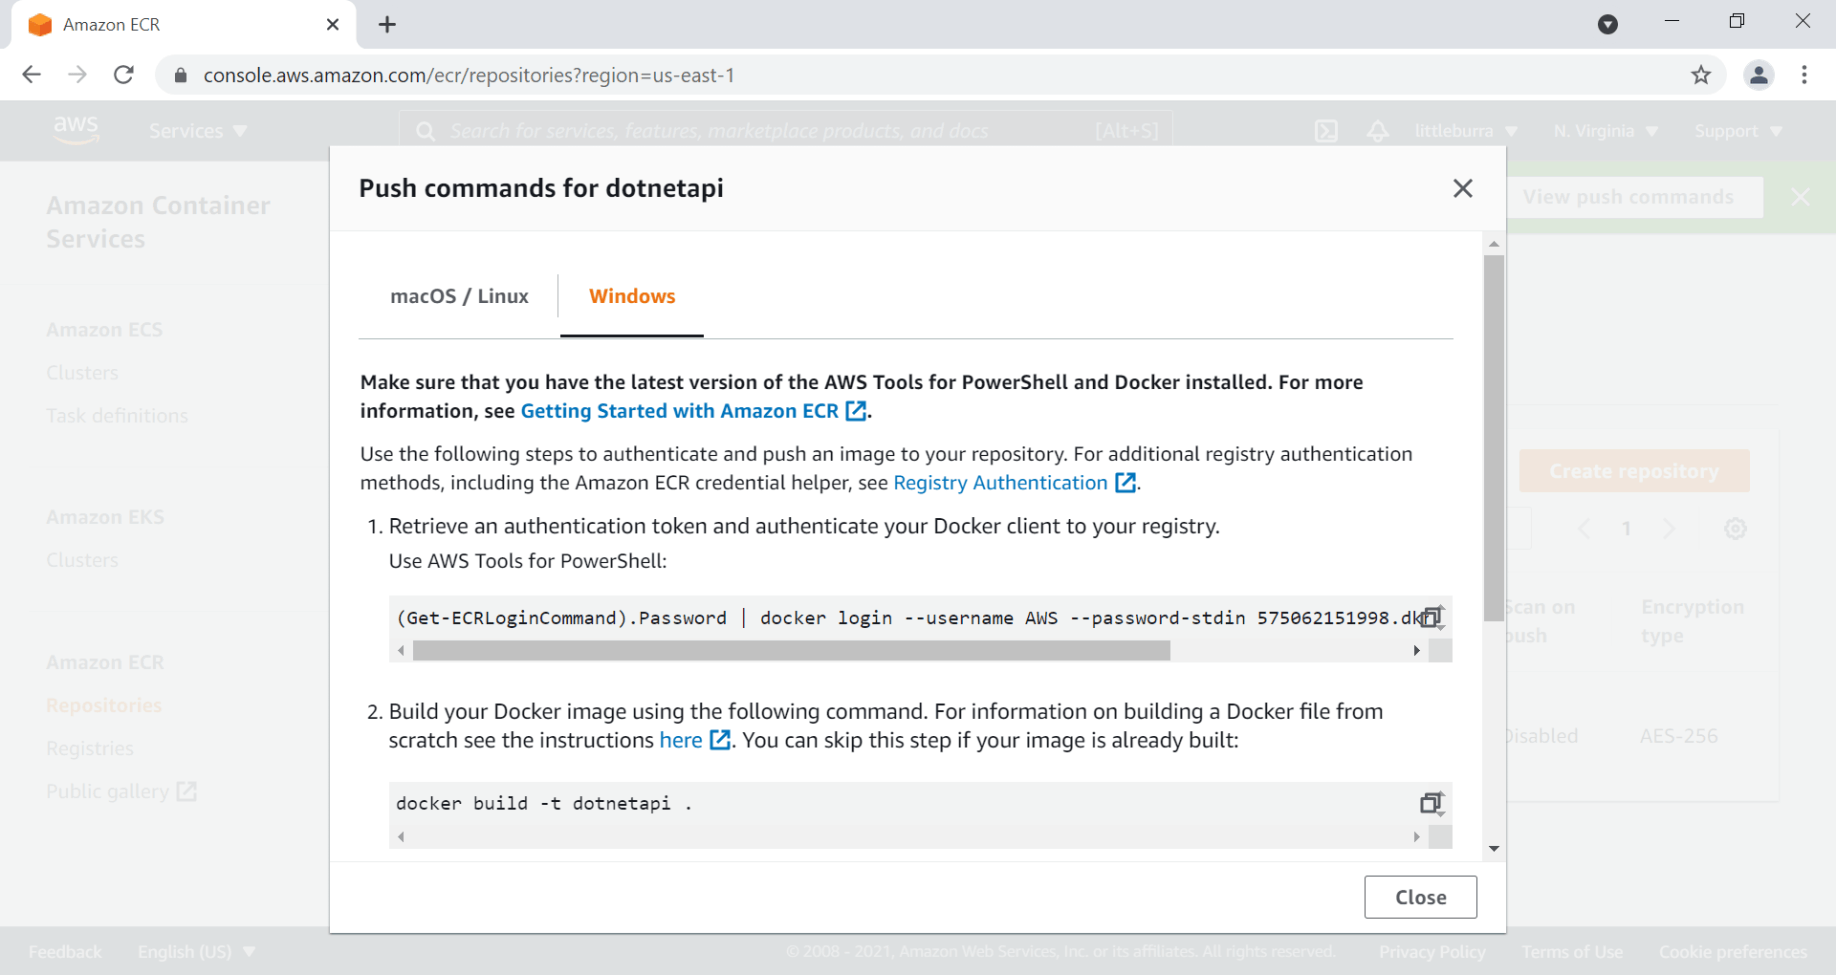 Amazon ECR
console.aws.amazon.com/ecr/repositories?region=us-east-1
aws
Services
Search for services, features, marketplace products, and docs
[Alt+S]
littleburra
N. Virginia
Support
View push commands
Amazon Container
Services
Amazon ECS
Clusters
Task definitions
Amazon EKS
Clusters
Amazon ECR
Repositories
Registries
Public gallery
Push commands for dotnetapi
macOS / Linux
Windows
Make sure that you have the latest version of the AWS Tools for PowerShell and Docker installed. For more
information, see Getting Started with Amazon ECR.
Use the following steps to authenticate and push an image to your repository. For additional registry authentication
methods, including the Amazon ECR credential helper, see Registry Authentication.
1. Retrieve an authentication token and authenticate your Docker client to your registry.
Use AWS Tools for PowerShell:
(Get-ECRLoginCommand).Password | docker login --username AWS --password-stdin 575062151998.dkr
2. Build your Docker image using the following command. For information on building a Docker file from
scratch see the instructions here. You can skip this step if your image is already built:
docker build -t dotnetapi .
Close
Create repository
1
Scan on
push
Encryption
type
Disabled
AES-256
Feedback
English (US)
© 2008 - 2021, Amazon Web Services, Inc. or its affiliates. All rights reserved.
Privacy Policy
Terms of Use
Cookie preferences